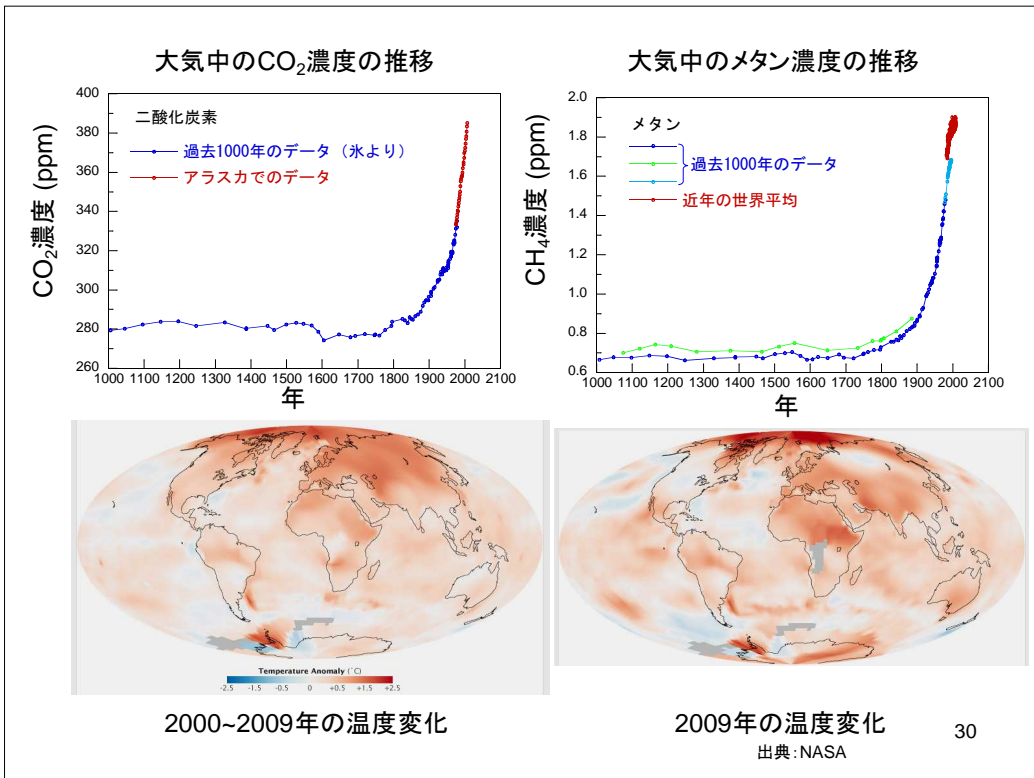 大気中のCO₂濃度の推移
CO₂濃度 (ppm)
400
380
360
340
320
300
280
260
二酸化炭素
過去1000年のデータ（氷より）
アラスカでのデータ
1000 1100 1200 1300 1400 1500 1600 1700 1800 1900 2000 2100
年
大気中のメタン濃度の推移
CH₄濃度 (ppm)
2.0
1.8
1.6
1.4
1.2
1.0
0.8
0.6
メタン
過去1000年のデータ
近年の世界平均
1000 1100 1200 1300 1400 1500 1600 1700 1800 1900 2000 2100
年
Temperature Anomaly (˚C)
-2.5 -1.5 -0.5 0 +0.5 +1.5 +2.5
2000~2009年の温度変化
2009年の温度変化
出典：NASA
30